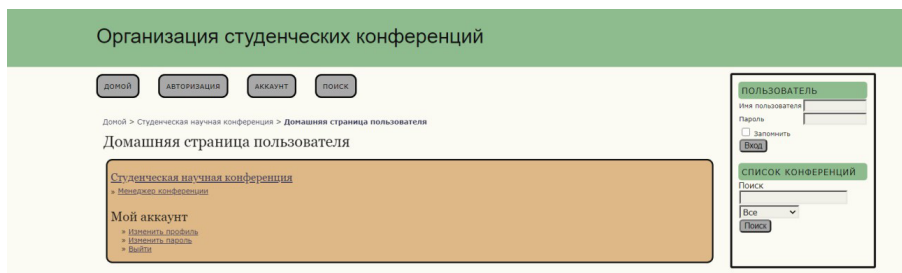 Организация студенческих конференций
ДОМОЙ
АВТОРИЗАЦИЯ
АККАУНТ
ПОИСК
Домой > Студенческая научная конференция > Домашняя страница пользователя
Домашняя страница пользователя
Студенческая научная конференция
» Менеджер конференции
Мой аккаунт
» Изменить профиль
» Изменить пароль
» Выйти
ПОЛЬЗОВАТЕЛЬ
Имя пользователя
Пароль
Запомнить
Вход
СПИСОК КОНФЕРЕНЦИЙ
Поиск
Все
Поиск